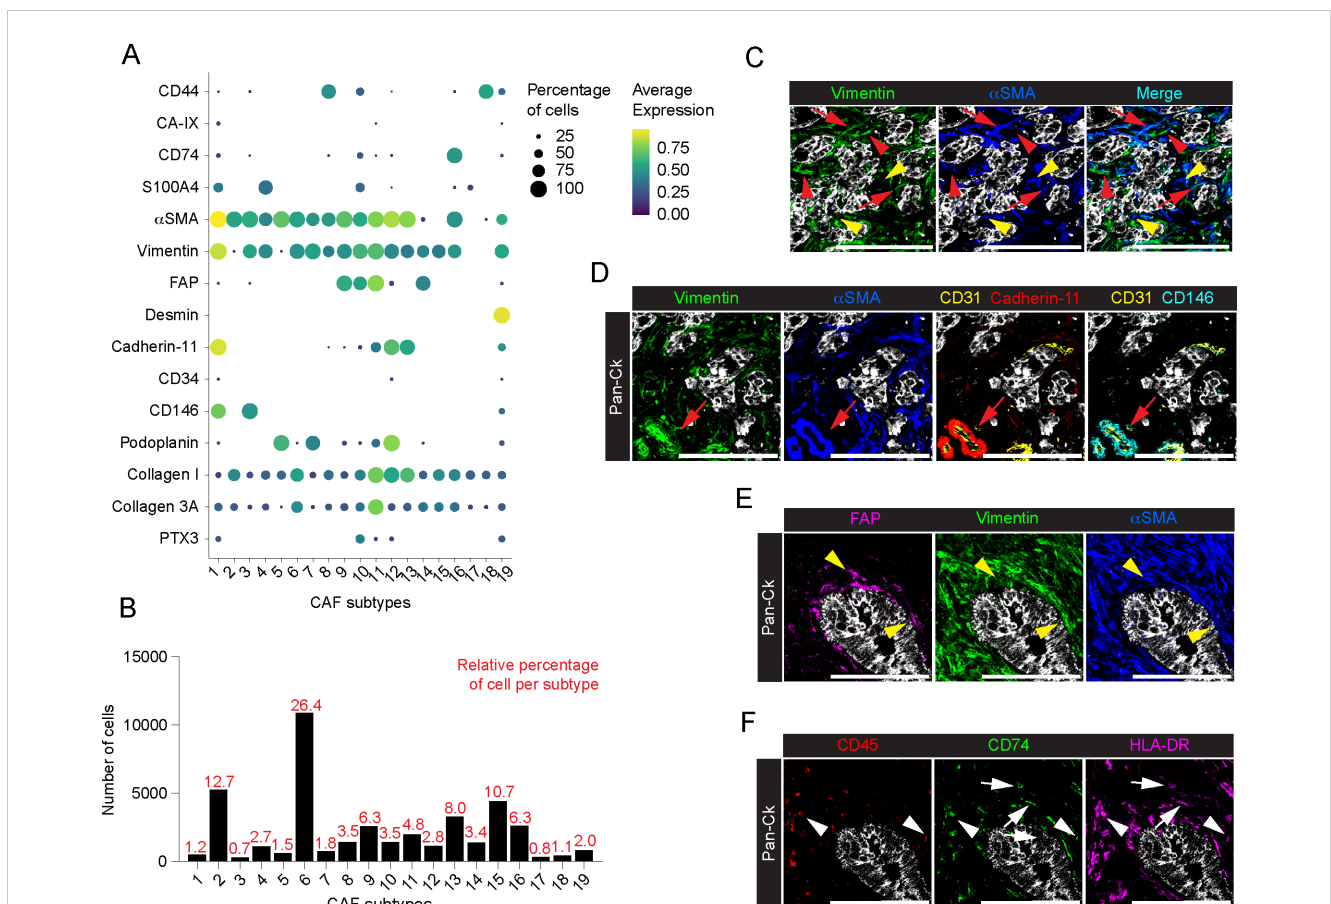 A
CD44
CA-IX
CD74
S100A4
αSMA
Vimentin
FAP
Desmin
Cadherin-11
CD34
CD146
Podoplanin
Collagen I
Collagen 3A
PTX3
1 2 3 4 5 6 7 8 9 10 11 12 13 14 15 16 17 18 19
CAF subtypes
Percentage
of cells
25
50
75
100
Average
Expression
0.75
0.50
0.25
0.00
B
Relative percentage
of cell per subtype
Number of cells
15000
10000
5000
0
1.2 12.7 0.7 2.7 1.5 26.4 1.8 3.5 6.3 3.5 4.8 2.8 8.0 3.4 10.7 6.3 0.8 1.1 2.0
1 2 3 4 5 6 7 8 9 10 11 12 13 14 15 16 17 18 19
CAF subtypes
C
Vimentin αSMA Merge
D
Vimentin αSMA CD31 Cadherin-11 CD31 CD146
Pan-Ck
E
FAP Vimentin αSMA
Pan-Ck
F
CD45 CD74 HLA-DR
Pan-Ck